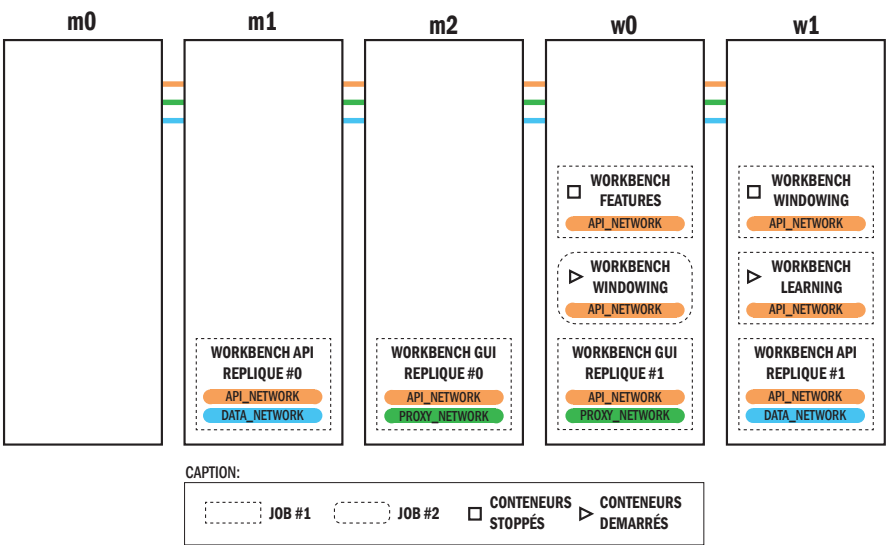 m0
m1
m2
w0
w1
WORKBENCH
FEATURES
API_NETWORK
WORKBENCH
WINDOWING
API_NETWORK
WORKBENCH
WINDOWING
API_NETWORK
WORKBENCH
LEARNING
API_NETWORK
WORKBENCH API
REPLIQUE #0
API_NETWORK
DATA_NETWORK
WORKBENCH GUI
REPLIQUE #0
API_NETWORK
PROXY_NETWORK
WORKBENCH GUI
REPLIQUE #1
API_NETWORK
PROXY_NETWORK
WORKBENCH API
REPLIQUE #1
API_NETWORK
DATA_NETWORK
CAPTION:
JOB #1
JOB #2
CONTENEURS
STOPPÉS
CONTENEURS
DEMARRÉS